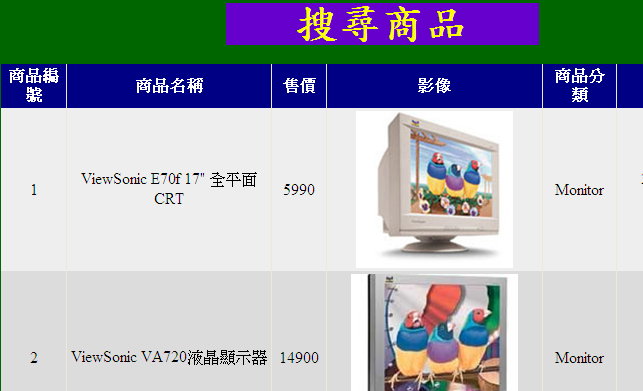 搜尋商品
商品編號 商品名稱 售價 影像 商品分類
1 ViewSonic E70f 17" 全平面 CRT 5990 Monitor
2 ViewSonic VA720液晶顯示器 14900 Monitor